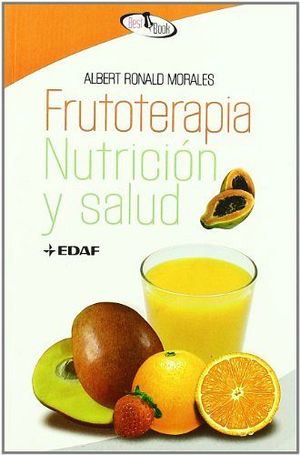 Best Book
ALBERT RONALD MORALES
Frutoterapia
Nutrición
y salud
EDAF